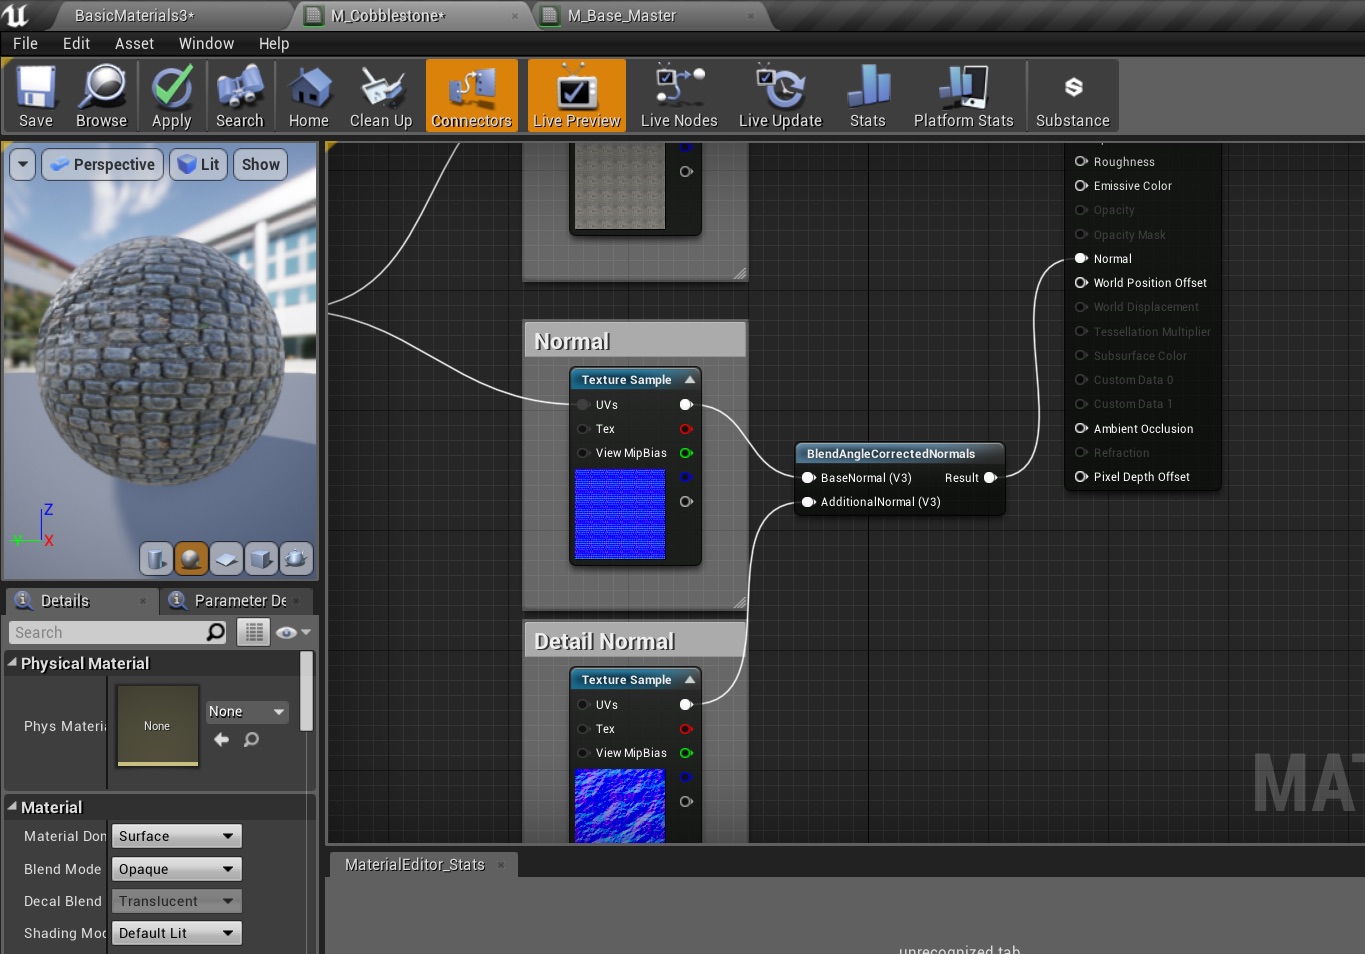 BasicMaterials3*
M_Cobblestone*
M_Base_Master
File Edit Asset Window Help
Save Browse Apply Search Home Clean Up Connectors Live Preview Live Nodes Live Update Stats Platform Stats Substance
Perspective Lit Show
Z
Y
X
Roughness
Emissive Color
Opacity
Opacity Mask
Normal
World Position Offset
World Displacement
Tessellation Multiplier
Subsurface Color
Custom Data 0
Custom Data 1
Ambient Occlusion
Refraction
Pixel Depth Offset
Normal
Texture Sample
UVs
Tex
View MipBias
BlendAngleCorrectedNormals
BaseNormal (V3) Result
AdditionalNormal (V3)
Detail Normal
Texture Sample
UVs
Tex
View MipBias
MA
Details
Parameter De
Search
Physical Material
Phys Materi
None
None
Material
Material Don
Surface
Blend Mode
Opaque
Decal Blend
Translucent
Shading Mo
Default Lit
MaterialEditor_Stats
unrecognized tab